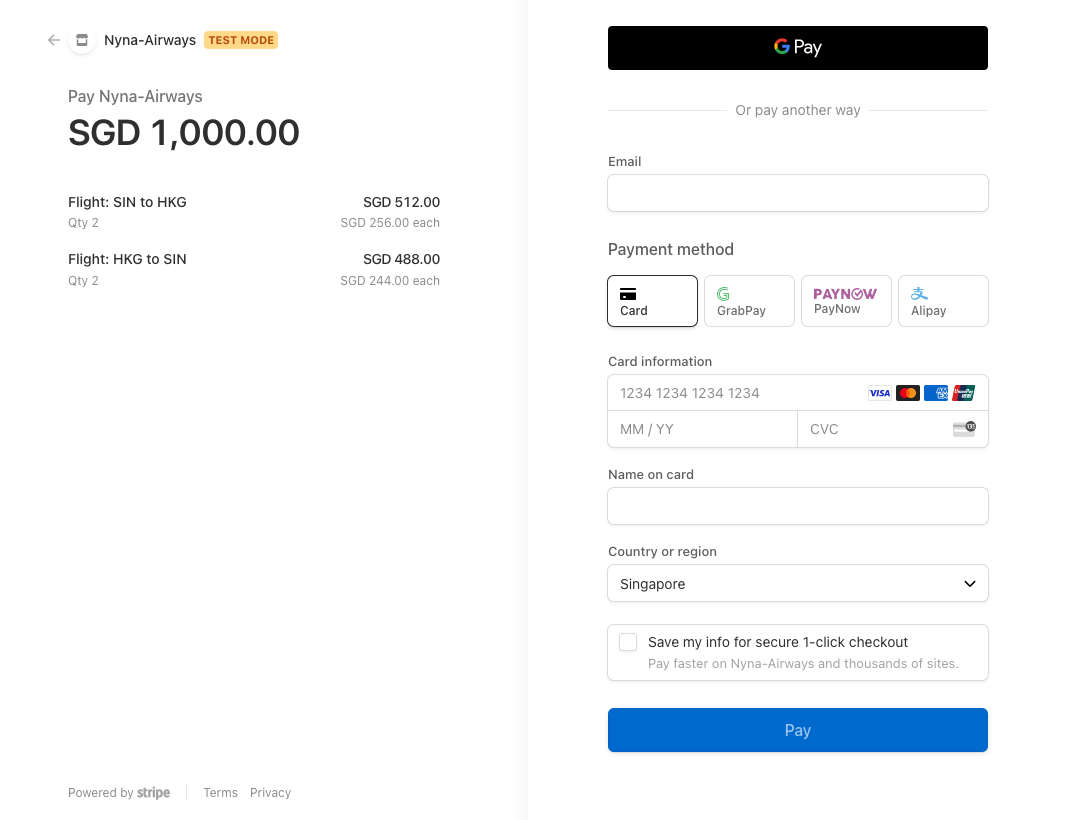 Nyna-Airways TEST MODE
Pay Nyna-Airways
SGD 1,000.00
Flight: SIN to HKG SGD 512.00
Qty 2 SGD 256.00 each
Flight: HKG to SIN SGD 488.00
Qty 2 SGD 244.00 each
Powered by stripe Terms Privacy
G Pay
Or pay another way
Email
Payment method
Card
GrabPay
PAYNOW
PayNow
支
Alipay
Card information
1234 1234 1234 1234 VISA AMEX UnionPay
MM / YY CVC 135
Name on card
Country or region
Singapore
Save my info for secure 1-click checkout
Pay faster on Nyna-Airways and thousands of sites.
Pay